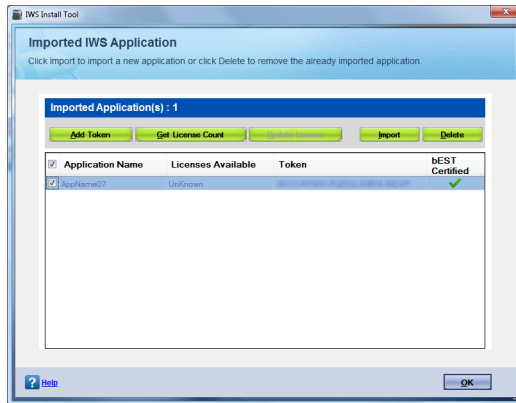 IWS Install Tool
Imported IWS Application
Click Import to import a new application or click Delete to remove the already imported application.
Imported Application(s) : 1
Add Token Get License Count Update License Import Delete
Application Name Licenses Available Token bEST Certified
AppName07 UnKnown
? Help
OK